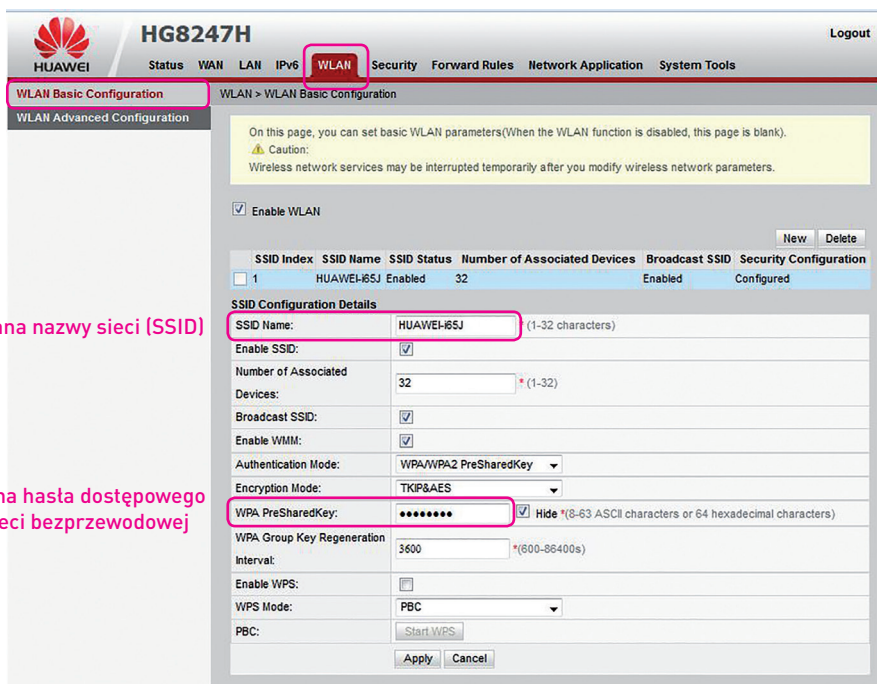 HUAWEI
HG8247H
Logout
Status WAN LAN IPv6 WLAN Security Forward Rules Network Application System Tools
WLAN Basic Configuration
WLAN Advanced Configuration
WLAN > WLAN Basic Configuration
On this page, you can set basic WLAN parameters(When the WLAN function is disabled, this page is blank).
Caution:
Wireless network services may be interrupted temporarily after you modify wireless network parameters.
Enable WLAN
New Delete
SSID Index SSID Name SSID Status Number of Associated Devices Broadcast SSID Security Configuration
1 HUAWEI-i65J Enabled 32 Enabled Configured
SSID Configuration Details
nazwy sieci (SSID)
SSID Name: HUAWEI-i65J * (1-32 characters)
Enable SSID:
Number of Associated
Devices: 32 * (1-32)
Broadcast SSID:
Enable WMM:
Authentication Mode: WPA/WPA2 PreSharedKey
Encryption Mode: TKIP&AES
hasła dostępowego
bezprzewodowej
WPA PreSharedKey: •••••••• Hide *(8-63 ASCII characters or 64 hexadecimal characters)
WPA Group Key Regeneration
Interval: 3600 *(600-86400s)
Enable WPS:
WPS Mode: PBC
PBC: Start WPS
Apply Cancel